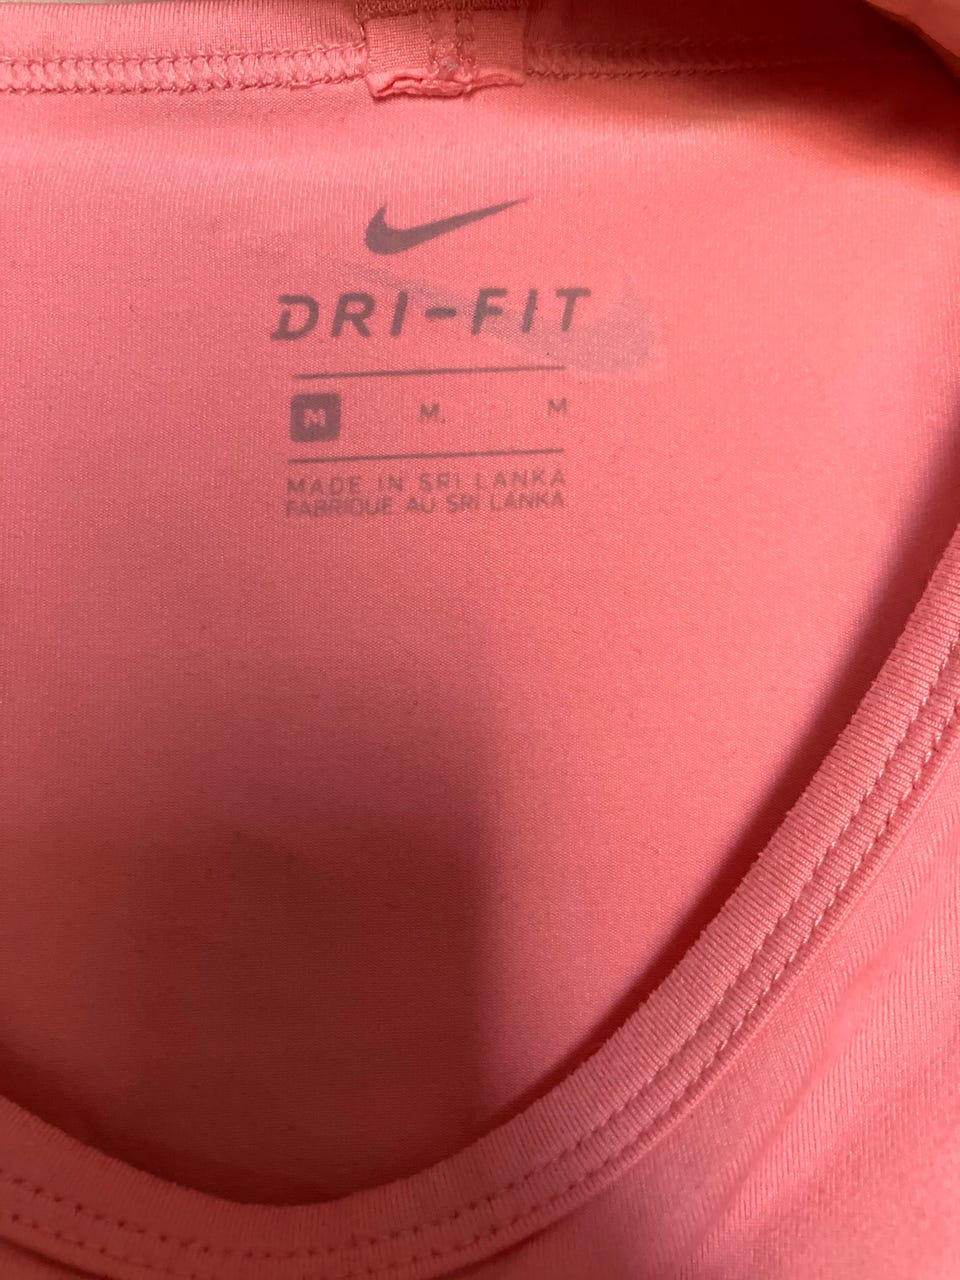 DRI-FIT
M M. M
MADE IN SRI LANKA
FABRIQUE AU SRI LANKA